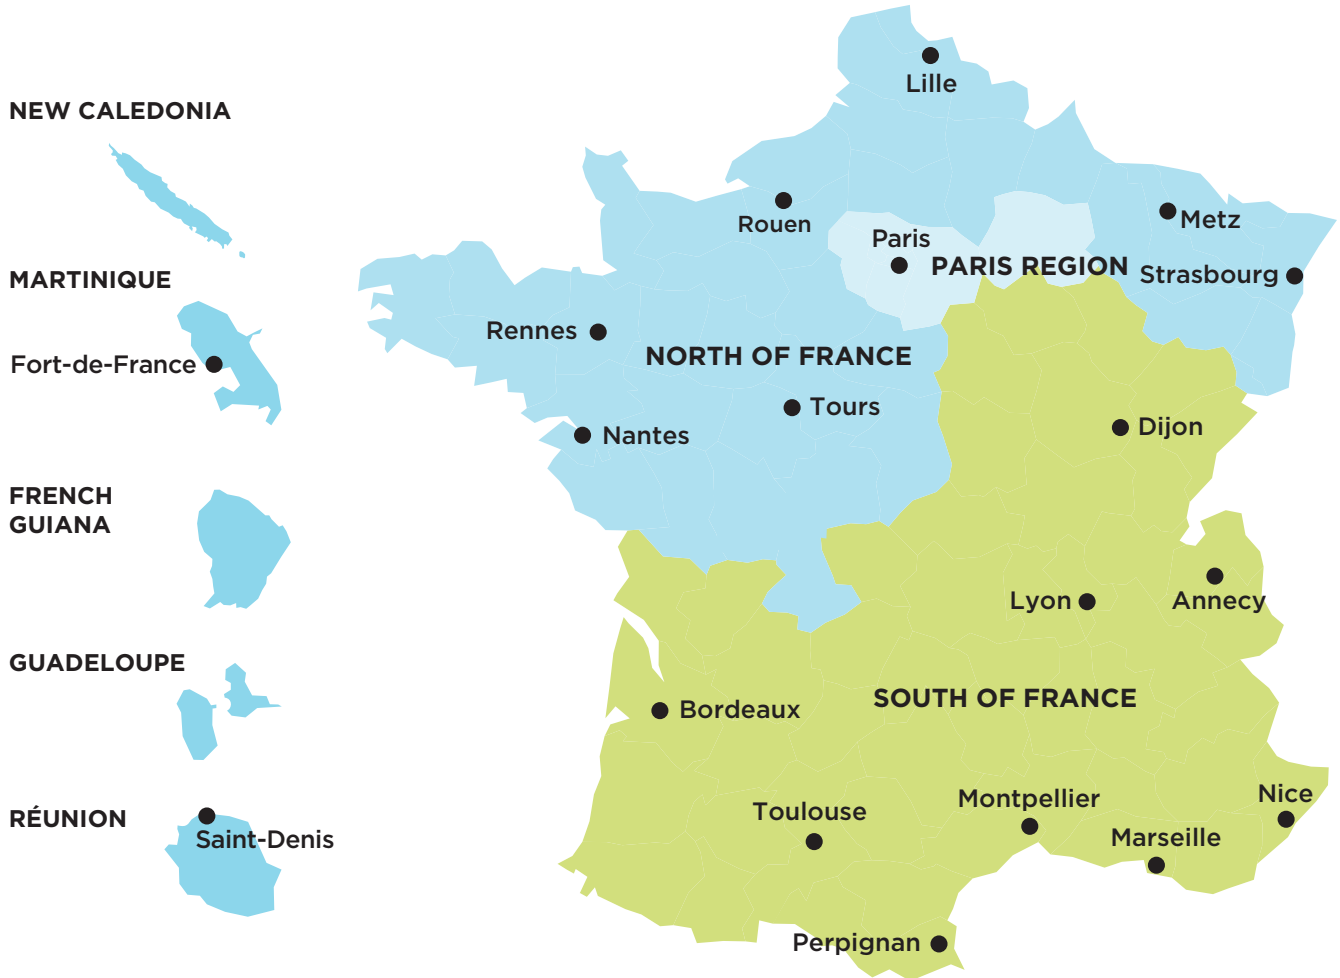 NEW CALEDONIA
MARTINIQUE
Fort-de-France
FRENCH
GUIANA
GUADELOUPE
RÉUNION
Saint-Denis
Lille
Rouen
Paris
PARIS REGION
Metz
Strasbourg
Rennes
NORTH OF FRANCE
Tours
Nantes
Dijon
Lyon
Annecy
SOUTH OF FRANCE
Bordeaux
Toulouse
Montpellier
Nice
Marseille
Perpignan